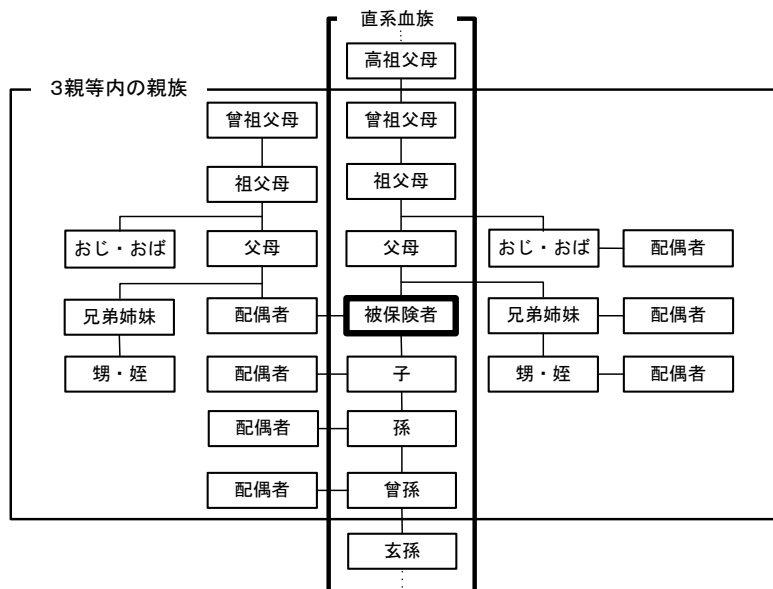 直系血族
高祖父母
3親等内の親族
曾祖父母
曾祖父母
祖父母
祖父母
おじ・おば
父母
父母
おじ・おば
配偶者
兄弟姉妹
配偶者
被保険者
兄弟姉妹
配偶者
甥・姪
配偶者
子
甥・姪
配偶者
配偶者
孫
配偶者
曾孫
玄孫